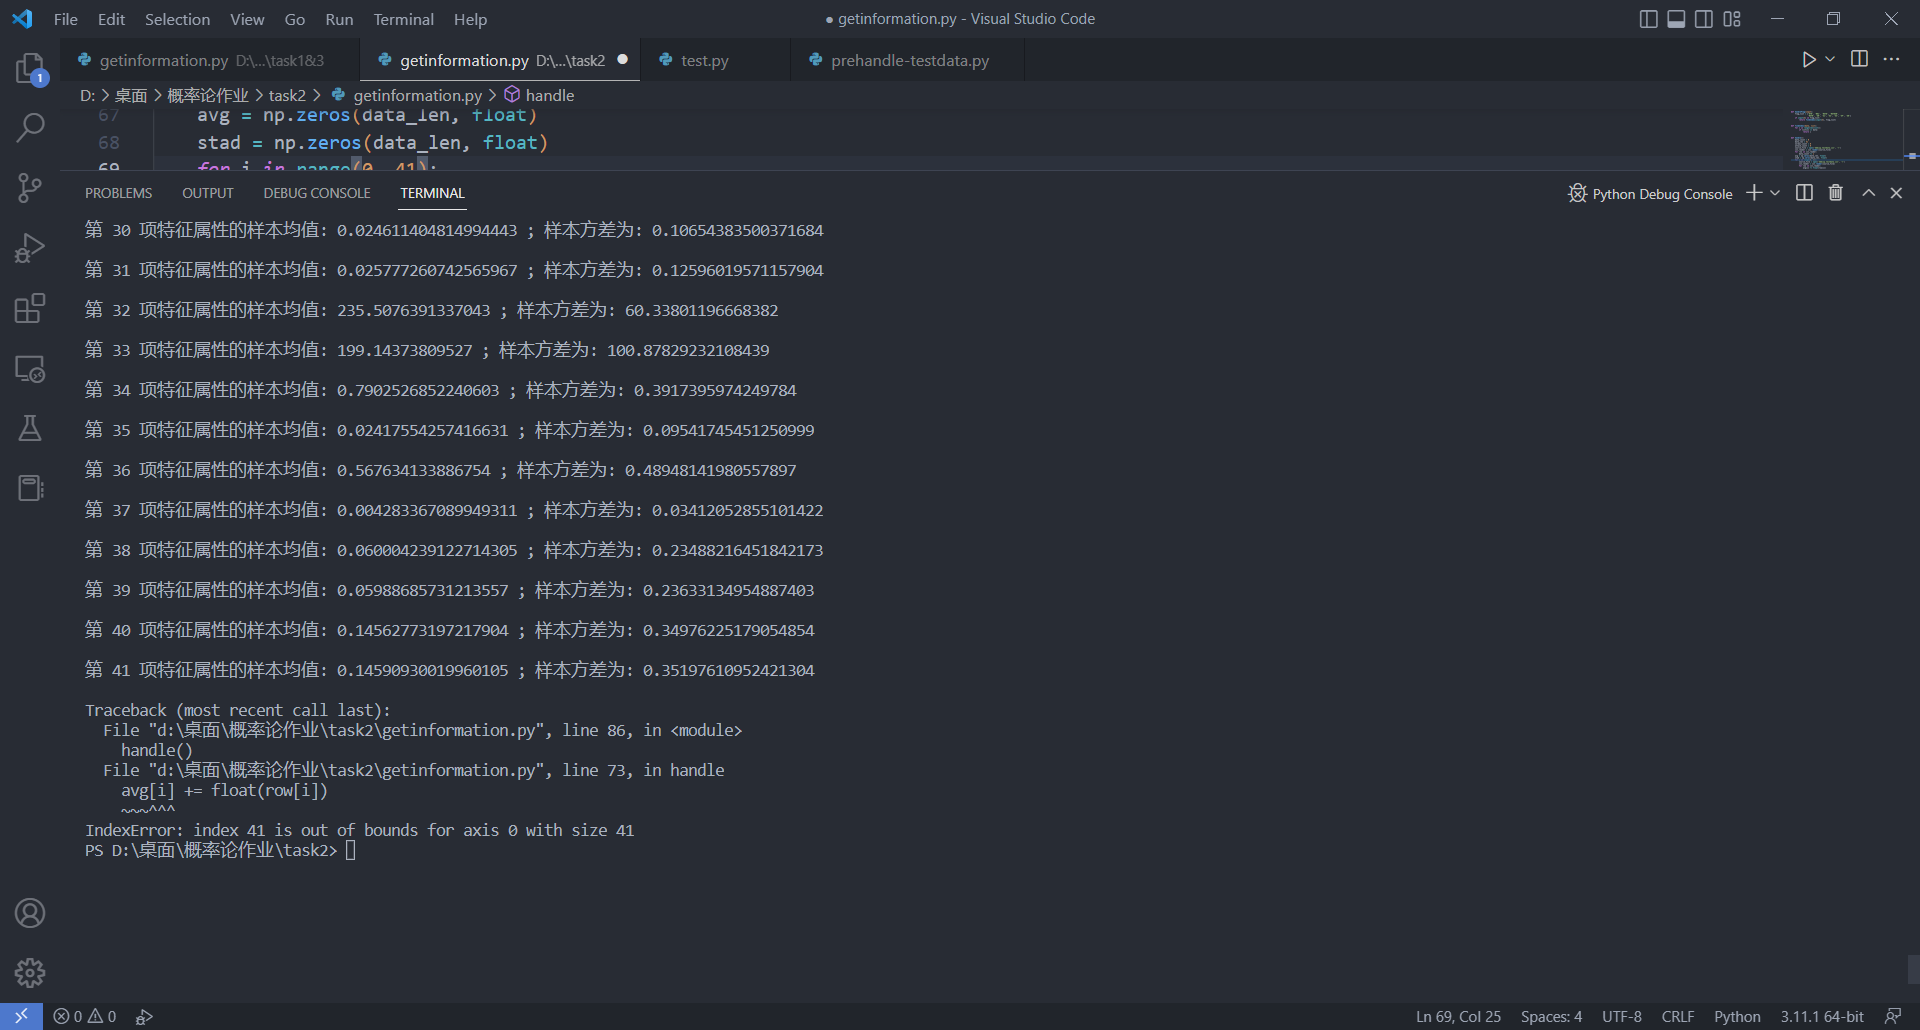 File Edit Selection View Go Run Terminal Help
● getinformation.py - Visual Studio Code
getinformation.py D:\...\task1&3
getinformation.py D:\...\task2 ●
test.py
prehandle-testdata.py
1
D: > 桌面 > 概率论作业 > task2 > getinformation.py > handle
67 avg = np.zeros(data_len, float)
68 stad = np.zeros(data_len, float)
69 for i in range(0, 41):
PROBLEMS OUTPUT DEBUG CONSOLE TERMINAL
Python Debug Console
第 30 项特征属性的样本均值: 0.024611404814994443 ; 样本方差为: 0.10654383500371684
第 31 项特征属性的样本均值: 0.025777260742565967 ; 样本方差为: 0.12596019571157904
第 32 项特征属性的样本均值: 235.5076391337043 ; 样本方差为: 60.33801196668382
第 33 项特征属性的样本均值: 199.14373809527 ; 样本方差为: 100.87829232108439
第 34 项特征属性的样本均值: 0.7902526852240603 ; 样本方差为: 0.3917395974249784
第 35 项特征属性的样本均值: 0.02417554257416631 ; 样本方差为: 0.09541745451250999
第 36 项特征属性的样本均值: 0.567634133886754 ; 样本方差为: 0.48948141980557897
第 37 项特征属性的样本均值: 0.004283367089949311 ; 样本方差为: 0.03412052855101422
第 38 项特征属性的样本均值: 0.060004239122714305 ; 样本方差为: 0.23488216451842173
第 39 项特征属性的样本均值: 0.05988685731213557 ; 样本方差为: 0.23633134954887403
第 40 项特征属性的样本均值: 0.14562773197217904 ; 样本方差为: 0.34976225179054854
第 41 项特征属性的样本均值: 0.14590930019960105 ; 样本方差为: 0.35197610952421304
Traceback (most recent call last):
File "d:\桌面\概率论作业\task2\getinformation.py", line 86, in <module>
handle()
File "d:\桌面\概率论作业\task2\getinformation.py", line 73, in handle
avg[i] += float(row[i])
~~~^^^
IndexError: index 41 is out of bounds for axis 0 with size 41
PS D:\桌面\概率论作业\task2>
0 0
Ln 69, Col 25 Spaces: 4 UTF-8 CRLF Python 3.11.1 64-bit